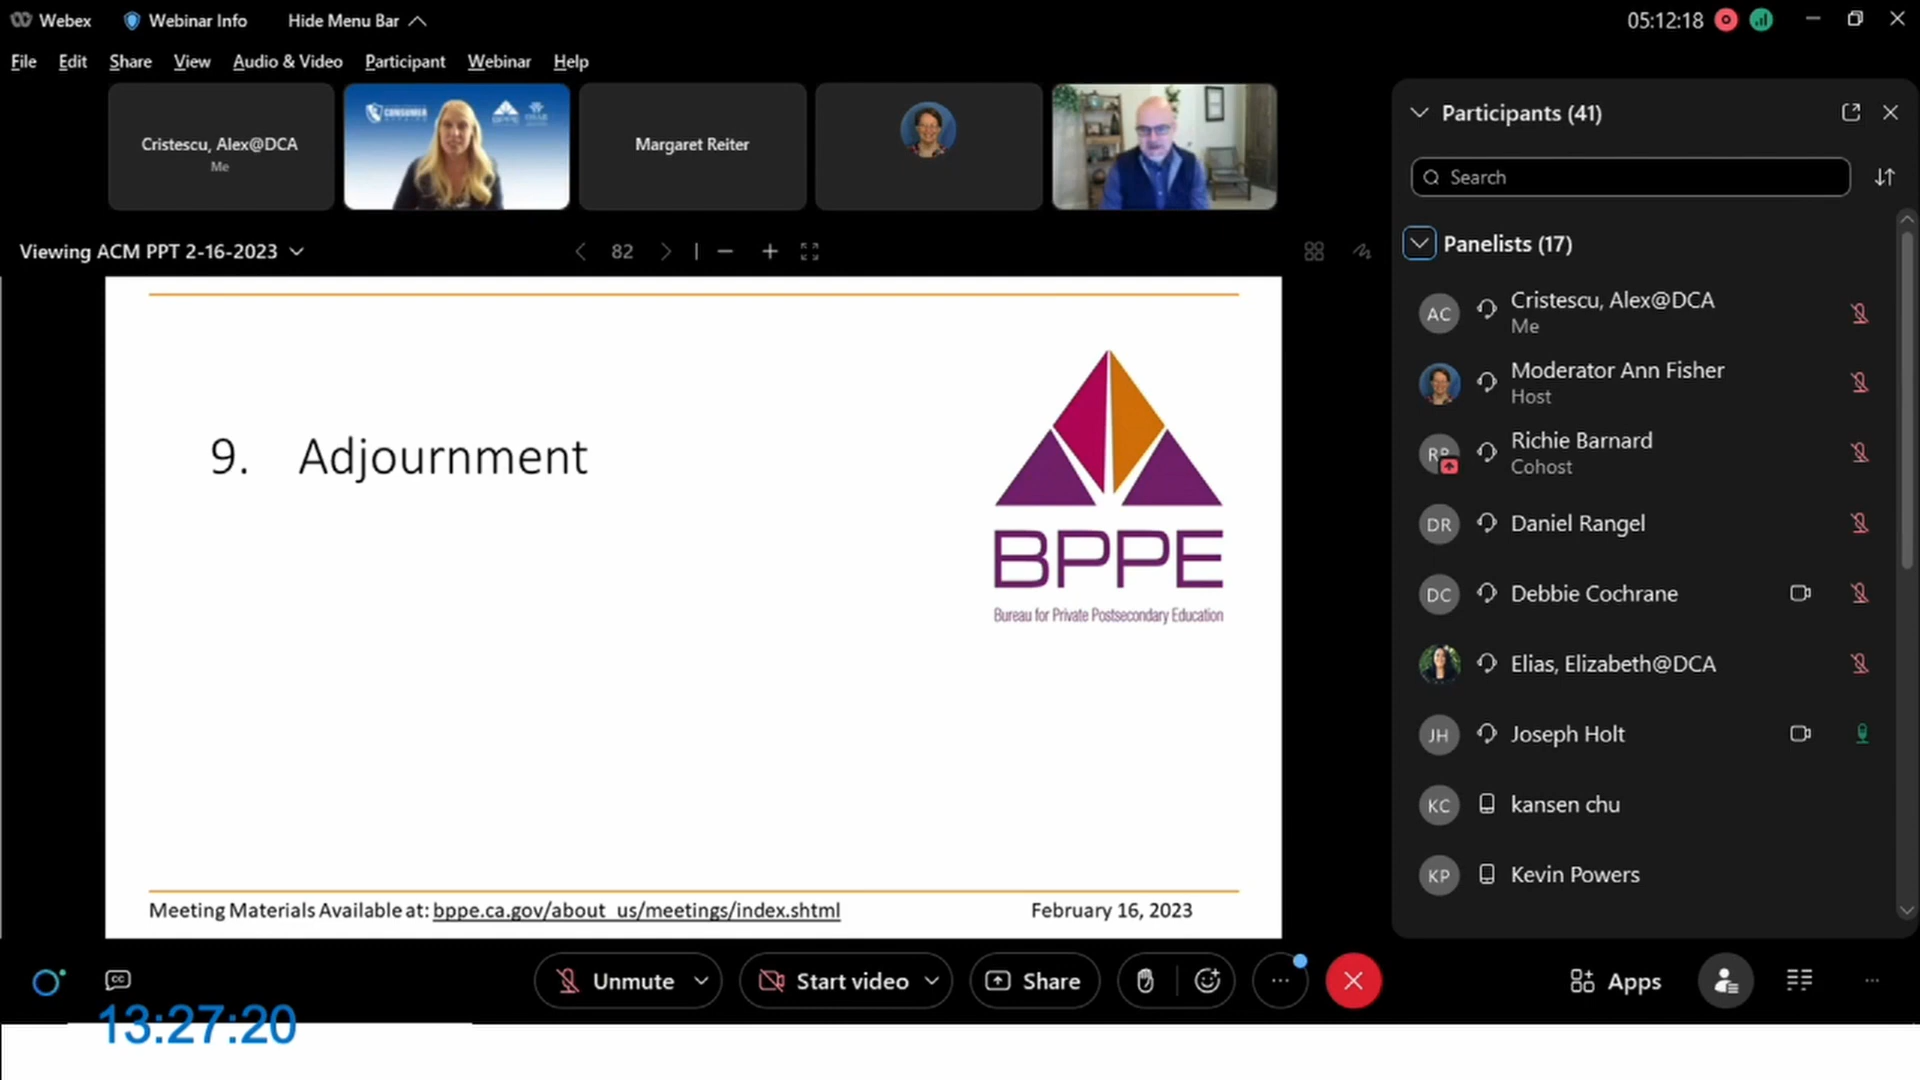 Webex
Webinar Info
Hide Menu Bar
05:12:18
File Edit Share View Audio & Video Participant Webinar Help
Cristescu, Alex@DCA
Me
CONSUMER
BPPE
Margaret Reiter
Participants (41)
Search
Viewing ACM PPT 2-16-2023
82
Panelists (17)
AC Cristescu, Alex@DCA
Me
Moderator Ann Fisher
Host
Richie Barnard
Cohost
DR Daniel Rangel
DC Debbie Cochrane
Elias, Elizabeth@DCA
JH Joseph Holt
KC kansen chu
KP Kevin Powers
9. Adjournment
BPPE
Bureau for Private Postsecondary Education
Meeting Materials Available at: bppe.ca.gov/about_us/meetings/index.shtml
February 16, 2023
CC
Unmute
Start video
Share
Apps
13:27:20